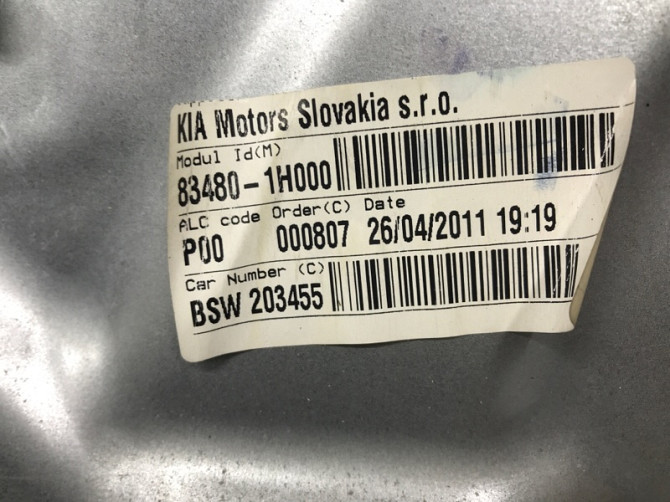 KIA Motors Slovakia s.r.o.
Modul Id(M)
83480-1H000
ALC code Order(C) Date
P00 000807 26/04/2011 19:19
Car Number (C)
BSW 203455